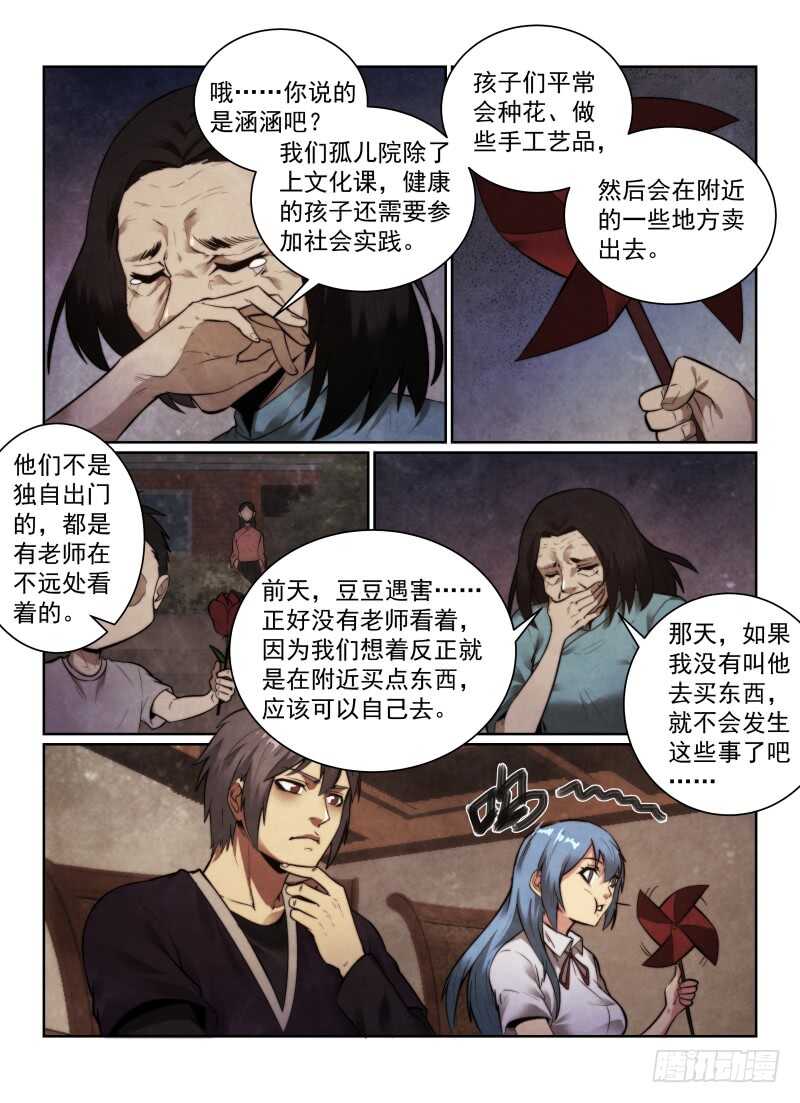 哦……你说的
是涵涵吧？
我们孤儿院除了
上文化课，健康
的孩子还需要参
加社会实践。
孩子们平常
会种花、做
些手工艺品，
然后会在附近
的一些地方卖
出去。
他们不是
独自出门
的，都是
有老师在
不远处看
着的。
前天，豆豆遇害……
正好没有老师看着，
因为我们想着反正就
是在附近买点东西，
应该可以自己去。
那天，如果
我没有叫他
去买东西，
就不会发生
这些事了吧
……
呜～～
腾讯动漫